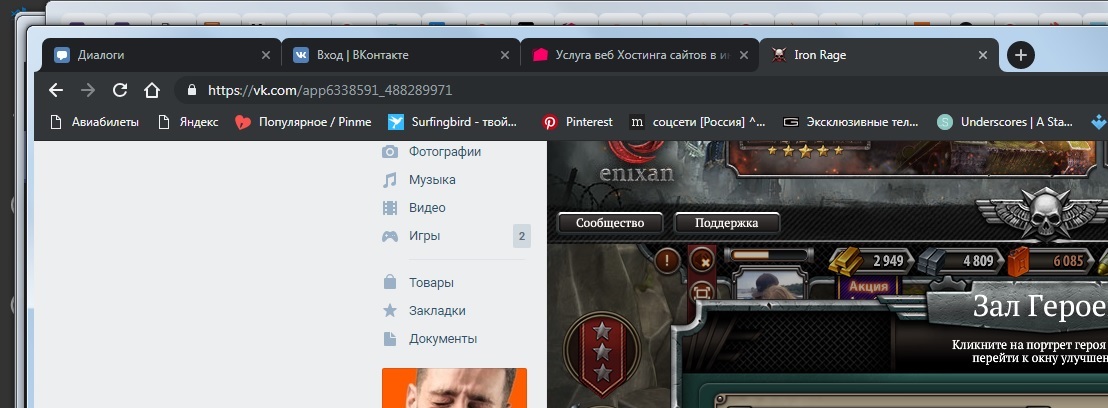 Диалоги
Вход | ВКонтакте
Услуга веб Хостинга сайтов в и
Iron Rage
https://vk.com/app6338591_488289971
Авиабилеты
Яндекс
Популярное / Pinme
Surfingbird - твой...
Pinterest
соцсети [Россия] ^...
Эксклюзивные тел...
Underscores | A Sta...
Фотографии
Музыка
Видео
Игры
2
Товары
Закладки
Документы
enixan
Сообщество
Поддержка
2 949
4 809
6 085
Акция
Зал Герое
Кликните на портрет героя
перейти к окну улучшен